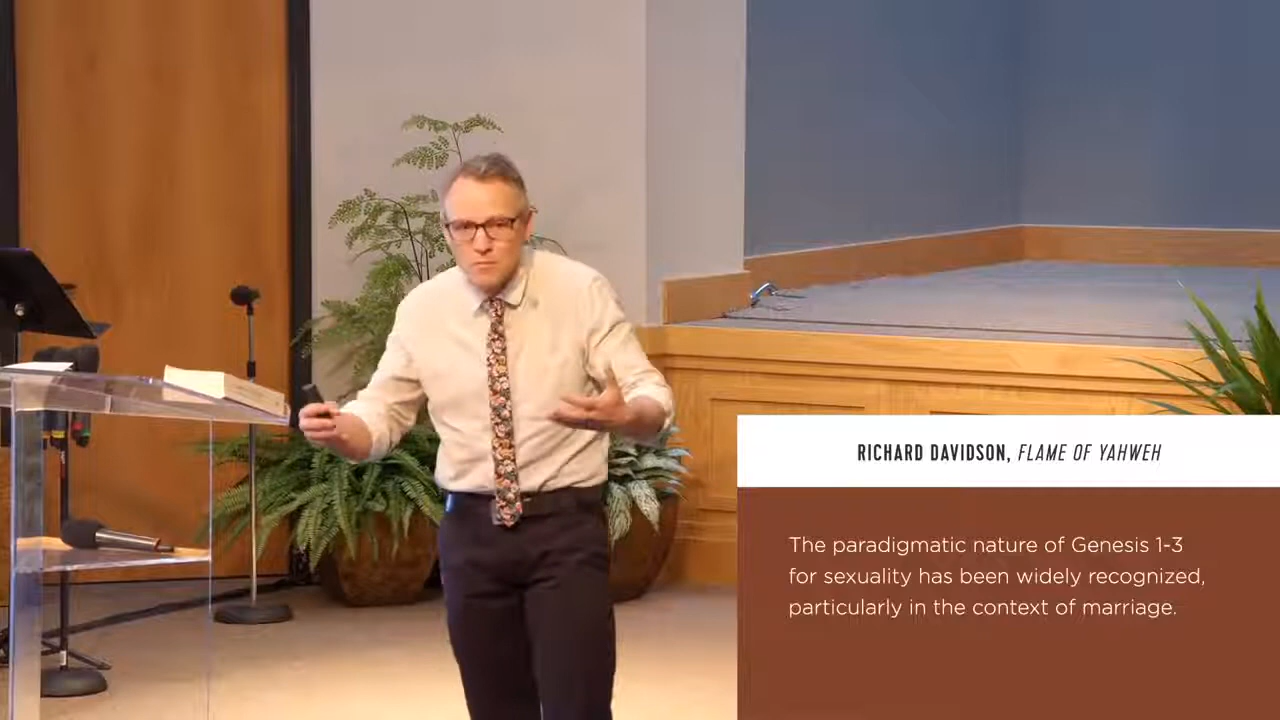 RICHARD DAVIDSON, FLAME OF YAHWEH
The paradigmatic nature of Genesis 1-3
for sexuality has been widely recognized,
particularly in the context of marriage.